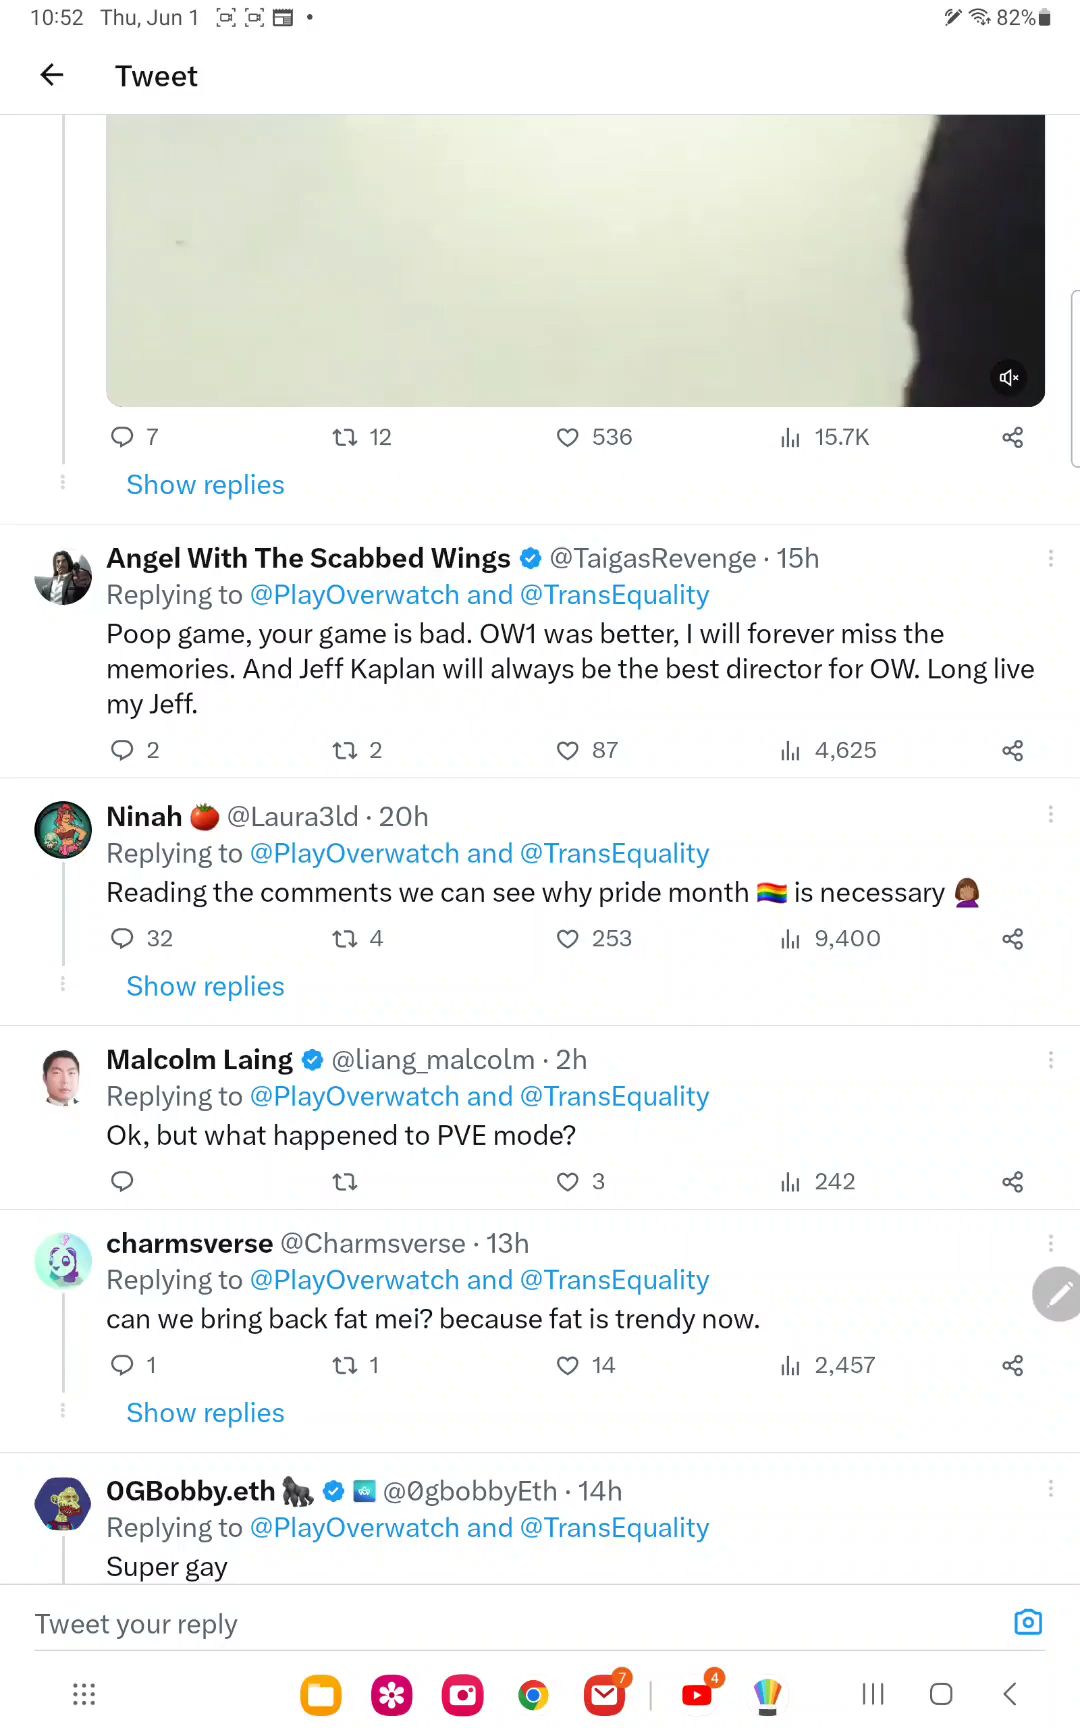 10:52 Thu, Jun 1 82%
Tweet
7 12 536 15.7K
Show replies
Angel With The Scabbed Wings @TaigasRevenge · 15h
Replying to @PlayOverwatch and @TransEquality
Poop game, your game is bad. OW1 was better, I will forever miss the
memories. And Jeff Kaplan will always be the best director for OW. Long live
my Jeff.
2 2 87 4,625
Ninah 🍅 @Laura3ld · 20h
Replying to @PlayOverwatch and @TransEquality
Reading the comments we can see why pride month 🏳️‍🌈 is necessary 🤦🏾‍♀️
32 4 253 9,400
Show replies
Malcolm Laing @liang_malcolm · 2h
Replying to @PlayOverwatch and @TransEquality
Ok, but what happened to PVE mode?
3 242
charmsverse @Charmsverse · 13h
Replying to @PlayOverwatch and @TransEquality
can we bring back fat mei? because fat is trendy now.
1 1 14 2,457
Show replies
0GBobby.eth 🦍 @0gbobbyEth · 14h
Replying to @PlayOverwatch and @TransEquality
Super gay
Tweet your reply
7 4